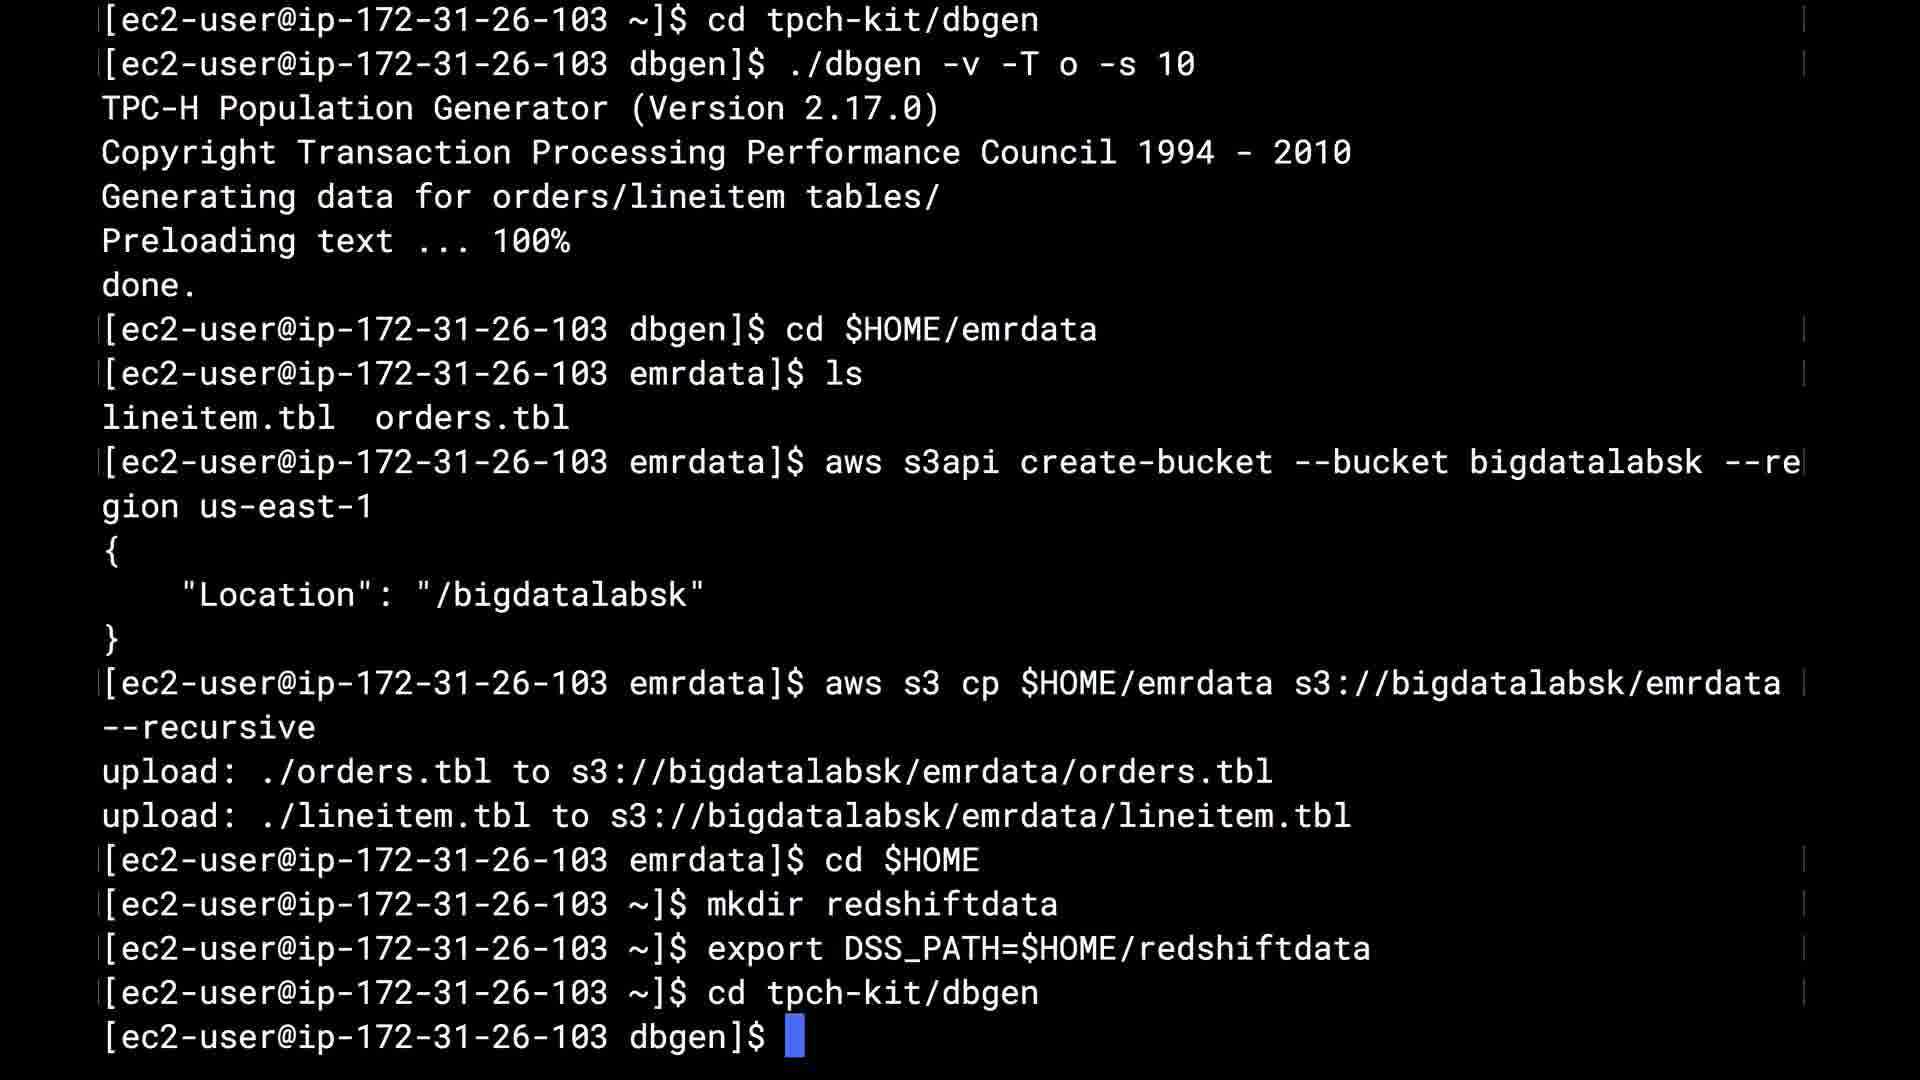 [ec2-user@ip-172-31-26-103 ~]$ cd tpch-kit/dbgen
[ec2-user@ip-172-31-26-103 dbgen]$ ./dbgen -v -T o -s 10
TPC-H Population Generator (Version 2.17.0)
Copyright Transaction Processing Performance Council 1994 - 2010
Generating data for orders/lineitem tables/
Preloading text ... 100%
done.
[ec2-user@ip-172-31-26-103 dbgen]$ cd $HOME/emrdata
[ec2-user@ip-172-31-26-103 emrdata]$ ls
lineitem.tbl  orders.tbl
[ec2-user@ip-172-31-26-103 emrdata]$ aws s3api create-bucket --bucket bigdatalabsk --re
gion us-east-1
{
    "Location": "/bigdatalabsk"
}
[ec2-user@ip-172-31-26-103 emrdata]$ aws s3 cp $HOME/emrdata s3://bigdatalabsk/emrdata
--recursive
upload: ./orders.tbl to s3://bigdatalabsk/emrdata/orders.tbl
upload: ./lineitem.tbl to s3://bigdatalabsk/emrdata/lineitem.tbl
[ec2-user@ip-172-31-26-103 emrdata]$ cd $HOME
[ec2-user@ip-172-31-26-103 ~]$ mkdir redshiftdata
[ec2-user@ip-172-31-26-103 ~]$ export DSS_PATH=$HOME/redshiftdata
[ec2-user@ip-172-31-26-103 ~]$ cd tpch-kit/dbgen
[ec2-user@ip-172-31-26-103 dbgen]$